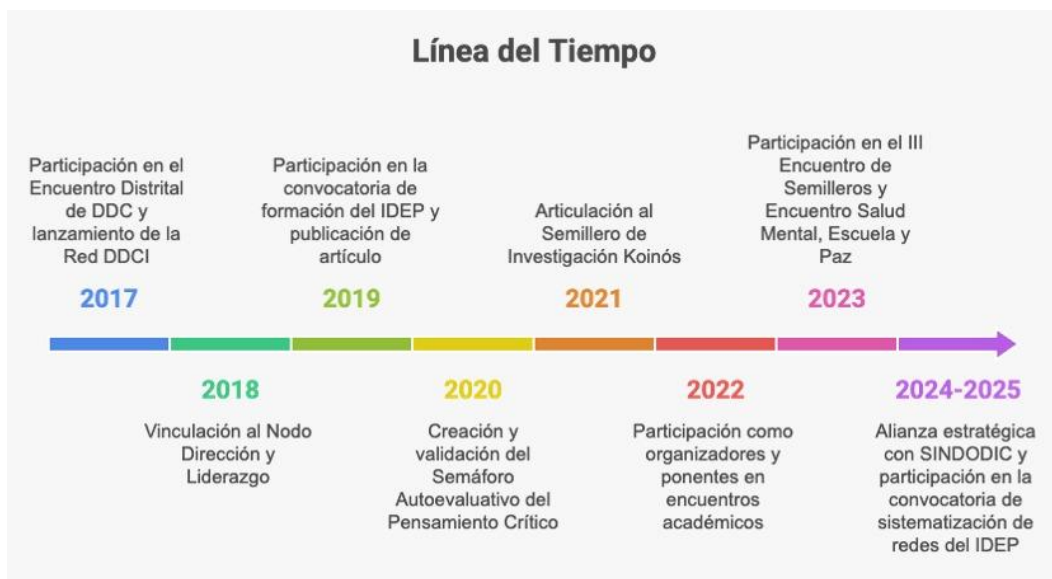 Línea del Tiempo
Participación en el
Encuentro Distrital
de DDC y
lanzamiento de la
Red DDCI
2017
Vinculación al Nodo
Dirección y
Liderazgo
2018
Participación en la
convocatoria de
formación del IDEP y
publicación de
artículo
2019
2020
Creación y
validación del
Semáforo
Autoevaluativo del
Pensamiento Crítico
Articulación al
Semillero de
Investigación Koinós
2021
2022
Participación como
organizadores y
ponentes en
encuentros
académicos
Participación en el III
Encuentro de
Semilleros y
Encuentro Salud
Mental, Escuela y
Paz
2023
2024-2025
Alianza estratégica
con SINDODIC y
participación en la
convocatoria de
sistematización de
redes del IDEP